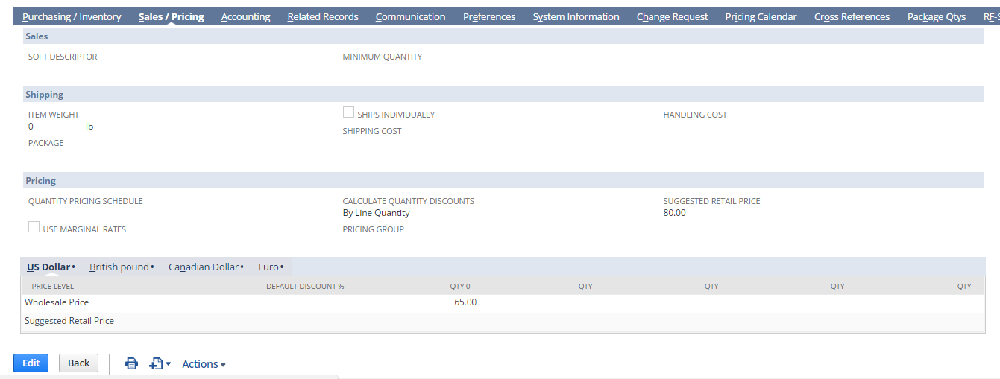 Purchasing / Inventory Sales / Pricing Accounting Related Records Communication Preferences System Information Change Request Pricing Calendar Cross References Package Qtys
Sales
SOFT DESCRIPTOR MINIMUM QUANTITY
Shipping
ITEM WEIGHT SHIPS INDIVIDUALLY HANDLING COST
0 lb
SHIPPING COST
PACKAGE
Pricing
QUANTITY PRICING SCHEDULE CALCULATE QUANTITY DISCOUNTS SUGGESTED RETAIL PRICE
By Line Quantity 80.00
USE MARGINAL RATES PRICING GROUP
US Dollar • British pound • Canadian Dollar • Euro •
PRICE LEVEL DEFAULT DISCOUNT % QTY 0 QTY QTY QTY QTY
Wholesale Price 65.00
Suggested Retail Price
Edit Back Actions